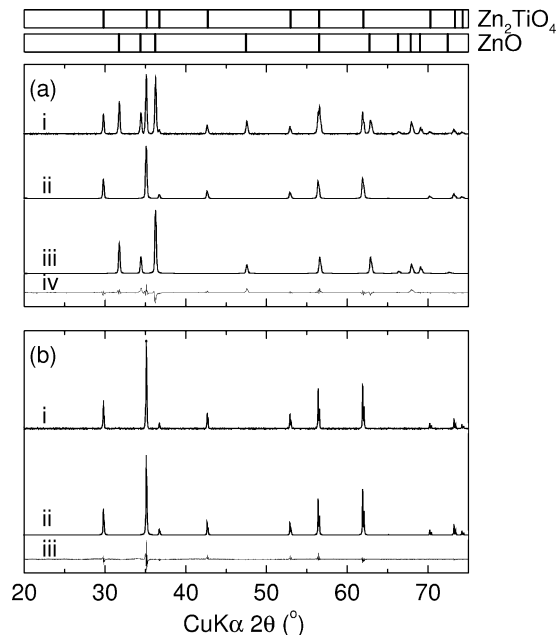 Zn₂TiO₄
ZnO
(a)
i
ii
iii
iv
(b)
i
ii
iii
20 30 40 50 60 70
CuKα 2θ (°)